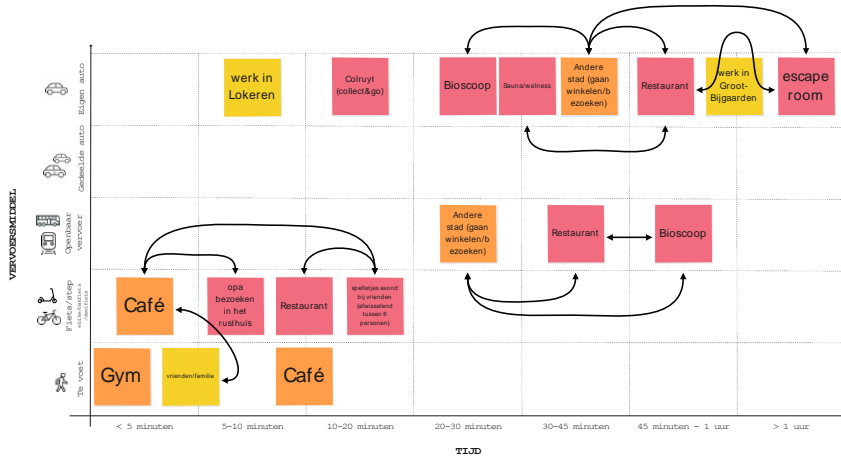 VERVOERSMIDDEL
Eigen auto
werk in
Lokeren
Colruyt
(collect&go)
Bioscoop
Sauna/welness
Andere
stad (gaan
winkelen/b
ezoeken)
Restaurant
werk in
Groot-
Bijgaarden
escape
room
Gedeelde auto
Openbaar
vervoer
Andere
stad (gaan
winkelen/b
ezoeken)
Restaurant
Bioscoop
Fiets/step
Café
opa
bezoeken
in het
rusthuis
Restaurant
spelletjes avond
bij vrienden
(afwisselend
tussen 6
personen)
Te voet
Gym
vrienden/familie
Café
< 5 minuten
5-10 minuten
10-20 minuten
20-30 minuten
30-45 minuten
45 minuten - 1 uur
> 1 uur
TIJD